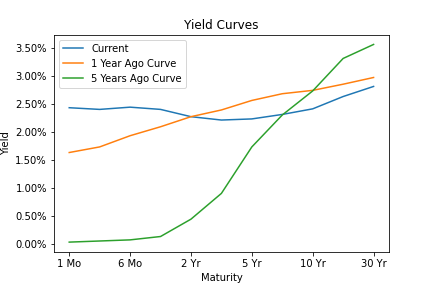 Yield Curves
Current
1 Year Ago Curve
5 Years Ago Curve
3.50%
3.00%
2.50%
2.00%
1.50%
1.00%
0.50%
0.00%
Yield
1 Mo
6 Mo
2 Yr
5 Yr
10 Yr
30 Yr
Maturity